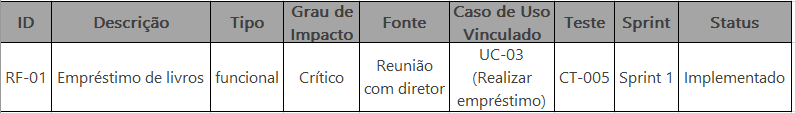 ID Descrição Tipo Grau de Impacto Fonte Caso de Uso Vinculado Teste Sprint Status
RF-01 Empréstimo de livros funcional Crítico Reunião com diretor UC-03 (Realizar empréstimo) CT-005 Sprint 1 Implementado